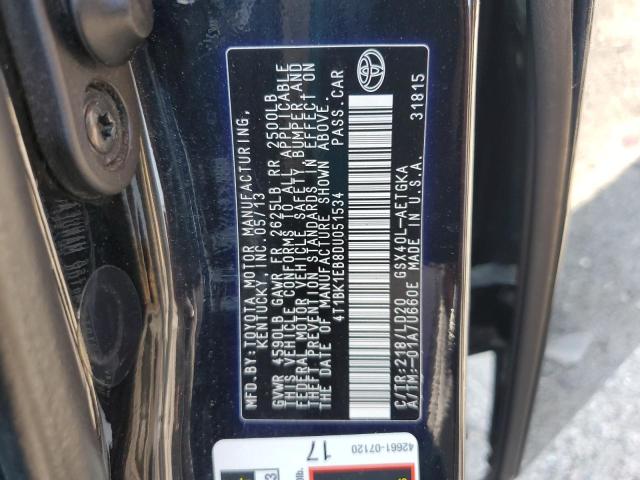 MFD.BY:TOYOTA MOTOR MANUFACTURING,
KENTUCKY, INC.05/13
GVWR 4590LB GAWR FR 2625LB RR 2500LB
THIS VEHICLE CONFORMS TO ALL APPLICABLE
FEDERAL MOTOR VEHICLE SAFETY BUMPER AND
THEFT PREVENTION STANDARDS IN EFFECT ON
THE DATE OF MANUFACTURE SHOWN ABOVE.
4T1BK1EB8DU051534 PASS.CAR
C/TR:218/LD20 GSX40L-AETGKA
A/TM:-01A/U660E MADE IN U.S.A. 31815
42661-07120
17